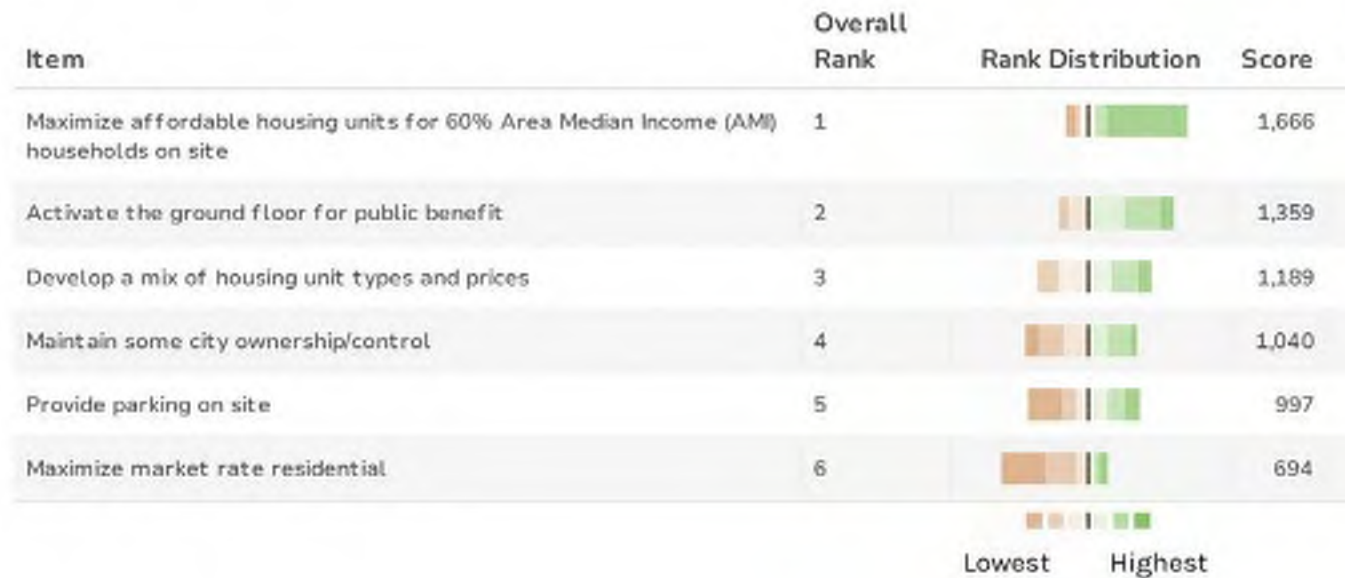 Overall
Item Rank Rank Distribution Score
Maximize affordable housing units for 60% Area Median Income (AMI) 1 1,666
households on site
Activate the ground floor for public benefit 2 1,359
Develop a mix of housing unit types and prices 3 1,189
Maintain some city ownership/control 4 1,040
Provide parking on site 5 997
Maximize market rate residential 6 694
Lowest Highest